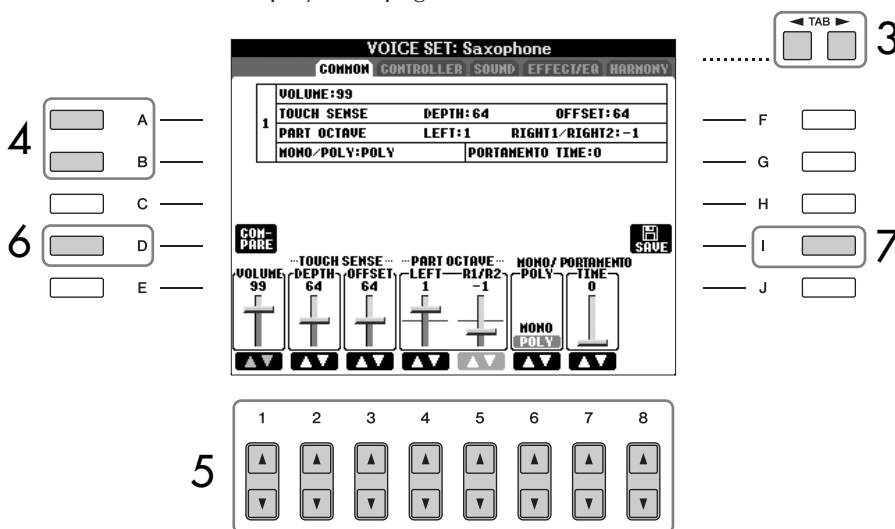 ◄ TAB ►
3
VOICE SET: Saxophone
COMMON CONTROLLER SOUND EFFECT/EQ HARMONY
VOLUME:99
1
TOUCH SENSE DEPTH:64 OFFSET:64
PART OCTAVE LEFT:1 RIGHT1/RIGHT2:-1
MONO/POLY:POLY PORTAMENTO TIME:0
4
A
B
C
6
D
E
F
G
H
I
7
J
COM-
PARE
SAVE
TOUCH SENSE PART OCTAVE MONO/ PORTAMENTO
VOLUME DEPTH OFFSET LEFT R1/R2 POLY TIME
99 64 64 1 -1 0
MONO
POLY
▲▼ ▲▼ ▲▼ ▲▼ ▲▼ ▲▼ ▲▼
1 2 3 4 5 6 7 8
5
▲ ▲ ▲ ▲ ▲ ▲ ▲ ▲
▼ ▼ ▼ ▼ ▼ ▼ ▼ ▼